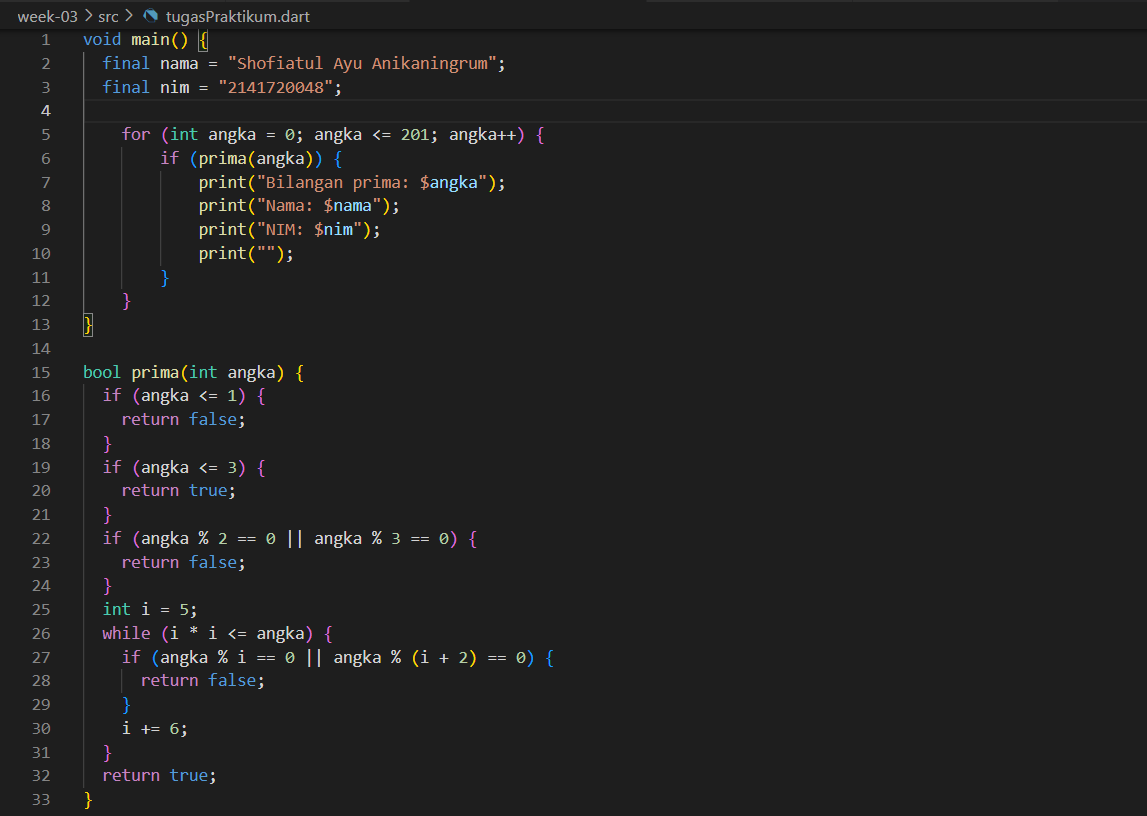 week-03 > src > tugasPraktikum.dart
1 void main() {
2   final nama = "Shofiatul Ayu Anikaningrum";
3   final nim = "2141720048";
4
5     for (int angka = 0; angka <= 201; angka++) {
6         if (prima(angka)) {
7             print("Bilangan prima: $angka");
8             print("Nama: $nama");
9             print("NIM: $nim");
10             print("");
11         }
12     }
13 }
14
15 bool prima(int angka) {
16   if (angka <= 1) {
17     return false;
18   }
19   if (angka <= 3) {
20     return true;
21   }
22   if (angka % 2 == 0 || angka % 3 == 0) {
23     return false;
24   }
25   int i = 5;
26   while (i * i <= angka) {
27     if (angka % i == 0 || angka % (i + 2) == 0) {
28       return false;
29     }
30     i += 6;
31   }
32   return true;
33 }